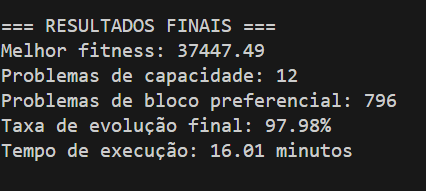 === RESULTADOS FINAIS ===
Melhor fitness: 37447.49
Problemas de capacidade: 12
Problemas de bloco preferencial: 796
Taxa de evolução final: 97.98%
Tempo de execução: 16.01 minutos